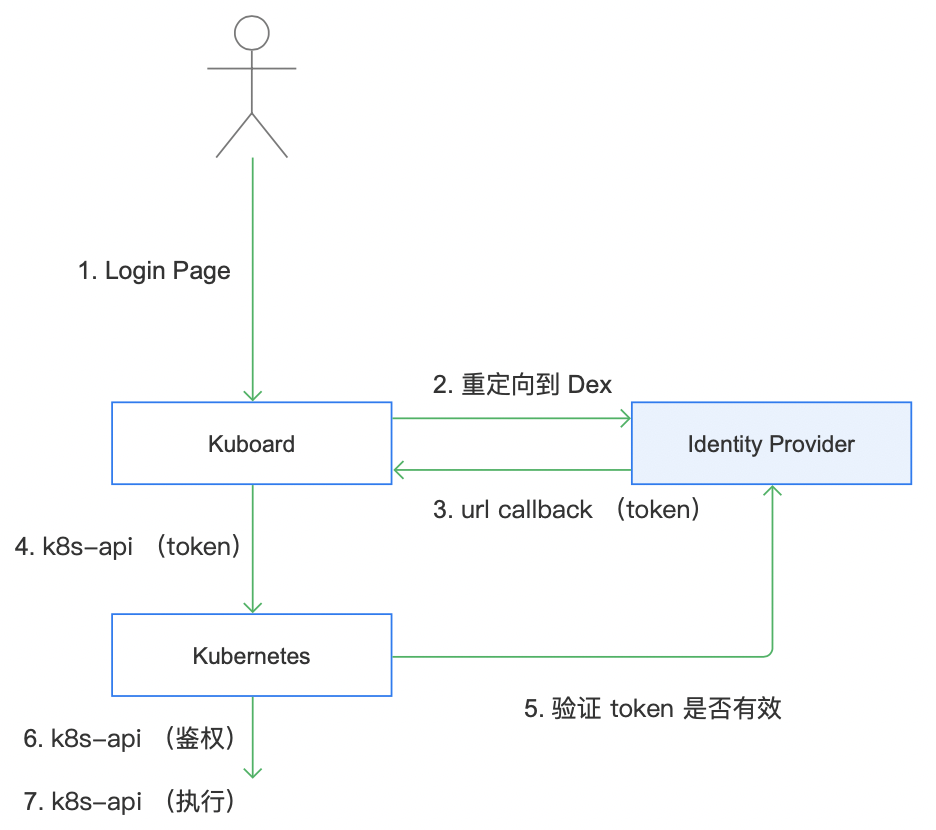 1. Login Page
2. 重定向到 Dex
Kuboard
Identity Provider
3. url callback （token）
4. k8s-api （token）
Kubernetes
5. 验证 token 是否有效
6. k8s-api （鉴权）
7. k8s-api （执行）